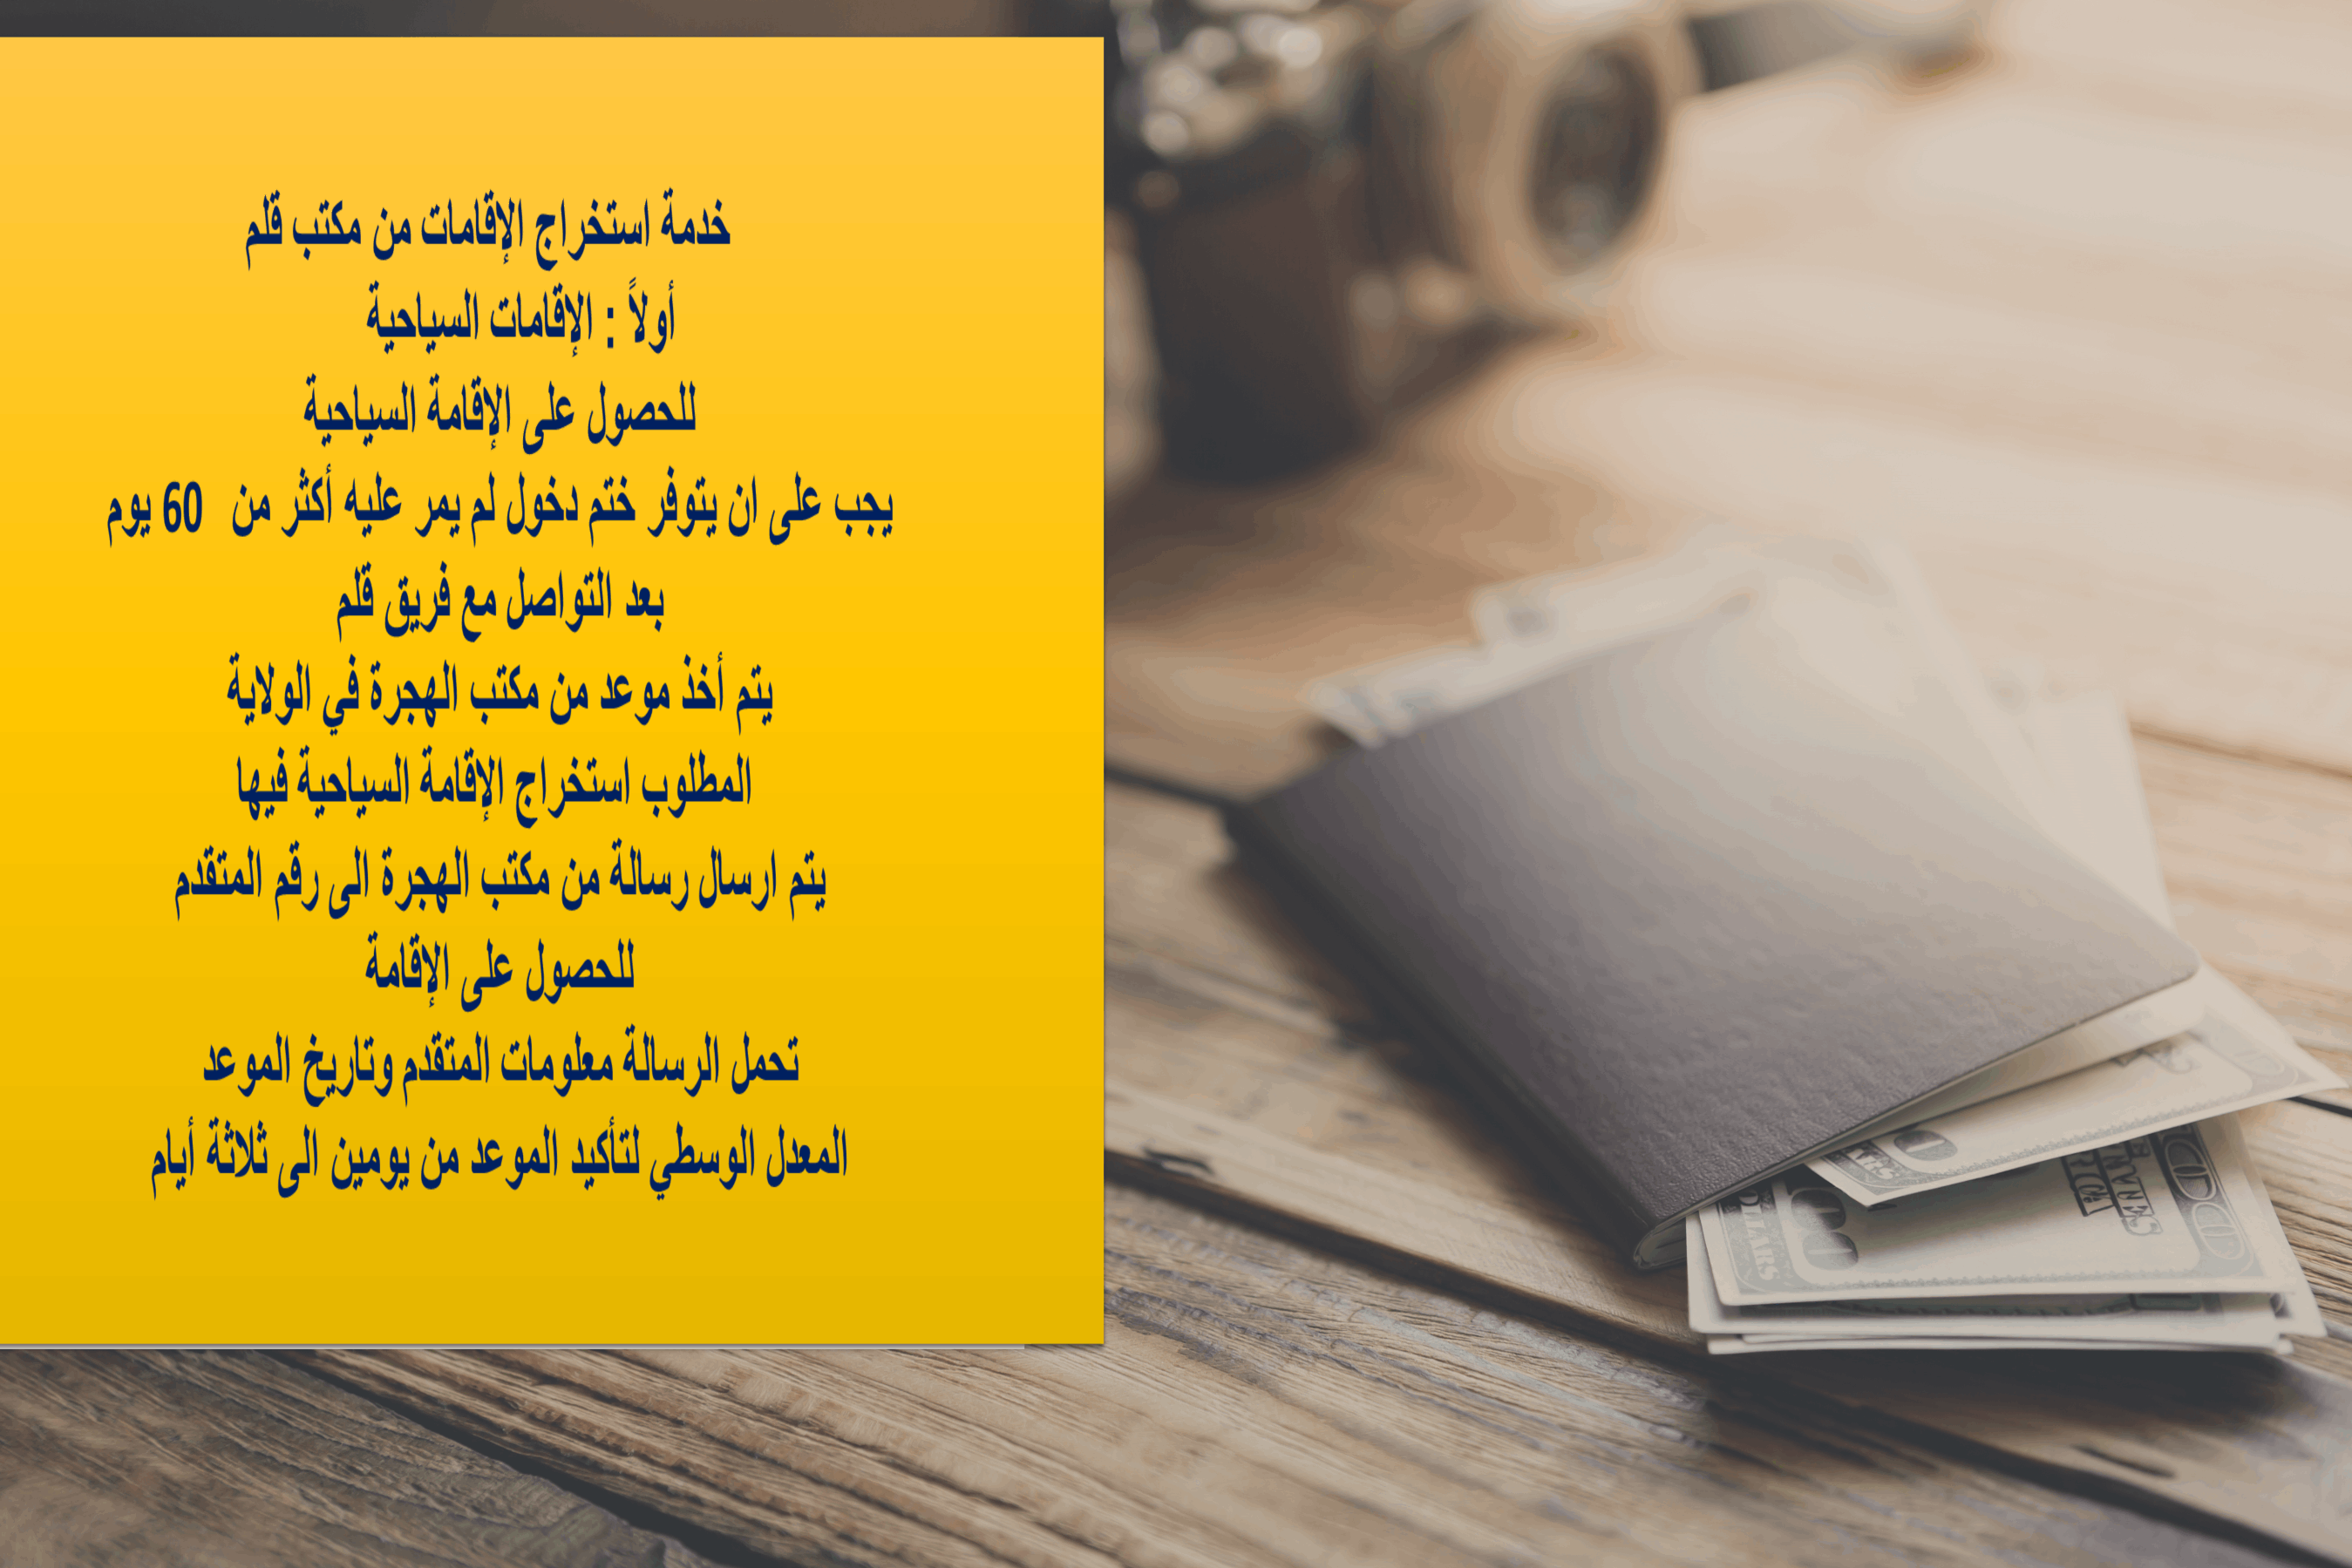 خدمة استخراج الإقامات من مكتب قلم
أولاً : الإقامات السياحية
للحصول على الإقامة السياحية
يجب على ان يتوفر ختم دخول لم يمر عليه أكثر من 60 يوم
بعد التواصل مع فريق قلم
يتم أخذ موعد من مكتب الهجرة في الولاية
المطلوب استخراج الإقامة السياحية فيها
يتم ارسال رسالة من مكتب الهجرة الى رقم المتقدم
للحصول على الإقامة
تحمل الرسالة معلومات المتقدم وتاريخ الموعد
المعدل الوسطي لتأكيد الموعد من يومين الى ثلاثة أيام